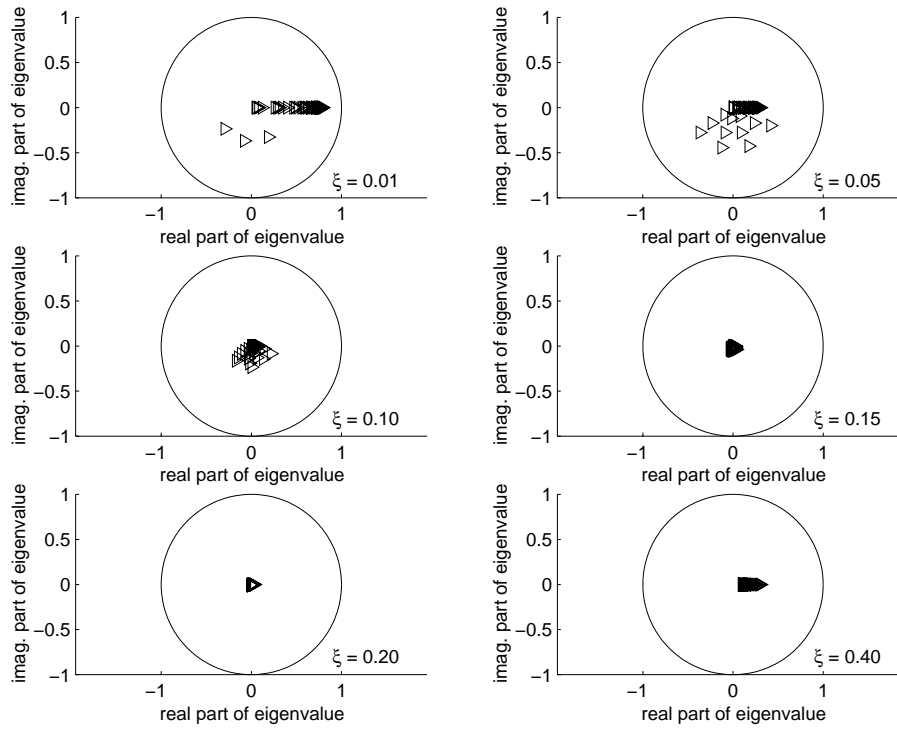 1
0.5
0
−0.5
−1
−1 0 1
imag. part of eigenvalue
real part of eigenvalue
ξ = 0.01
1
0.5
0
−0.5
−1
−1 0 1
imag. part of eigenvalue
real part of eigenvalue
ξ = 0.05
1
0.5
0
−0.5
−1
−1 0 1
imag. part of eigenvalue
real part of eigenvalue
ξ = 0.10
1
0.5
0
−0.5
−1
−1 0 1
imag. part of eigenvalue
real part of eigenvalue
ξ = 0.15
1
0.5
0
−0.5
−1
−1 0 1
imag. part of eigenvalue
real part of eigenvalue
ξ = 0.20
1
0.5
0
−0.5
−1
−1 0 1
imag. part of eigenvalue
real part of eigenvalue
ξ = 0.40